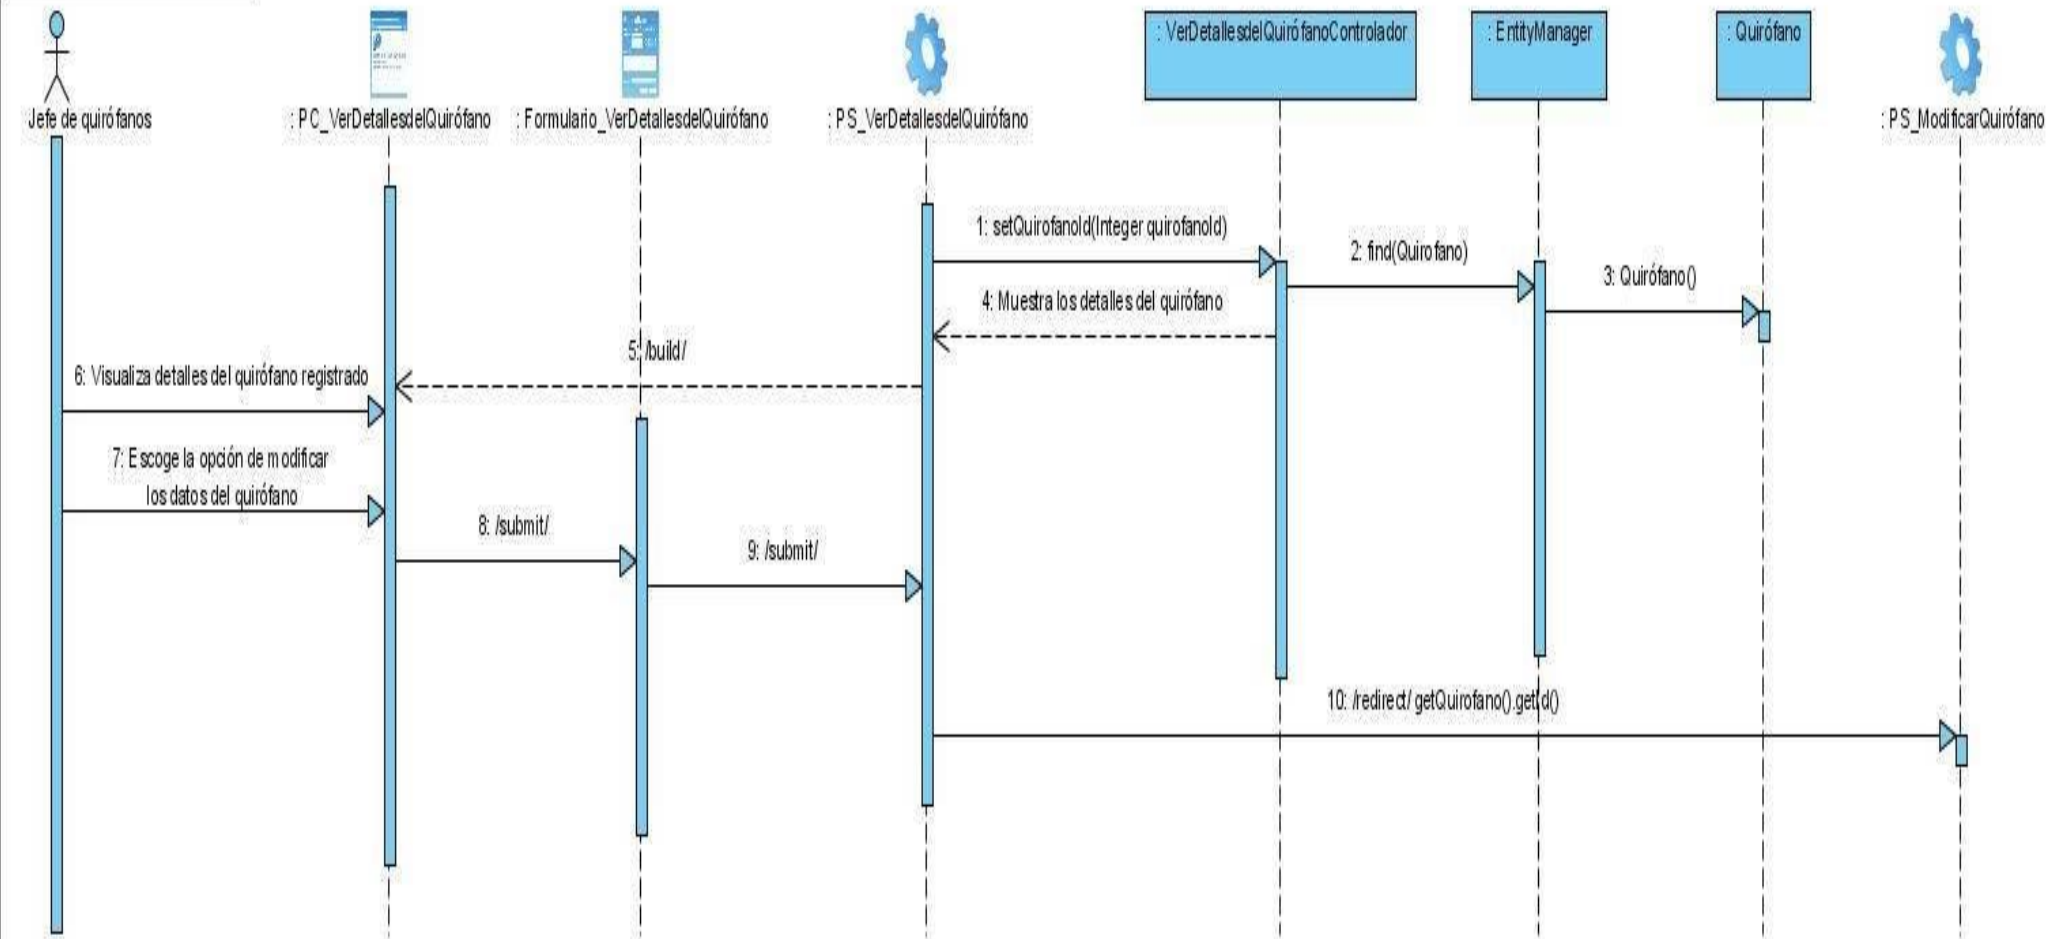 Jefe de quirófanos
: PC_VerDetallesdelQuirófano
: Formulario_VerDetallesdelQuirófano
: PS_VerDetallesdelQuirófano
: VerDetallesdelQuirófanoControlador
: EntityManager
: Quirófano
: PS_ModificarQuirófano
1: setQuirofanoId(Integer quirofanoId)
2: find(Quirofano)
3: Quirófano()
4: Muestra los detalles del quirófano
5: /build/
6: Visualiza detalles del quirófano registrado
7: Escoge la opción de modificar
los datos del quirófano
8: /submit/
9: /submit/
10: /redirect/ getQuirofano().getId()